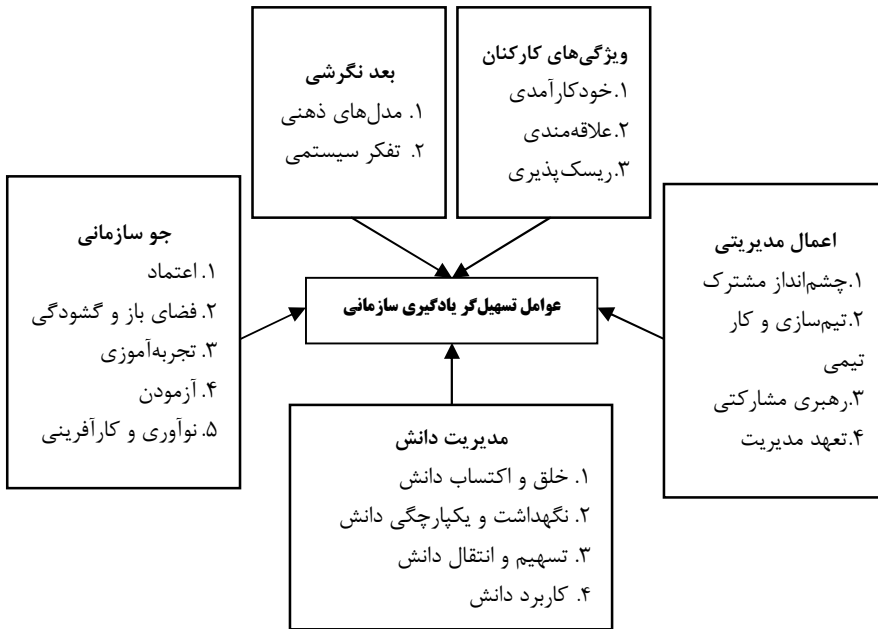 ویژگی‌های کارکنان
۱.خودکارآمدی
۲.علاقه‌مندی
۳.ریسک‌پذیری
بعد نگرشی
۱. مدل‌های ذهنی
۲. تفکر سیستمی
اعمال مدیریتی
۱.چشم‌انداز مشترک
۲.تیم‌سازی و کار
تیمی
۳.رهبری مشارکتی
۴.تعهد مدیریت
عوامل تسهیل‌گر یادگیری سازمانی
جو سازمانی
۱. اعتماد
۲. فضای باز و گشودگی
۳. تجربه‌آموزی
۴. آزمودن
۵. نوآوری و کارآفرینی
مدیریت دانش
۱. خلق و اکتساب دانش
۲. نگهداشت و یکپارچگی دانش
۳. تسهیم و انتقال دانش
۴. کاربرد دانش